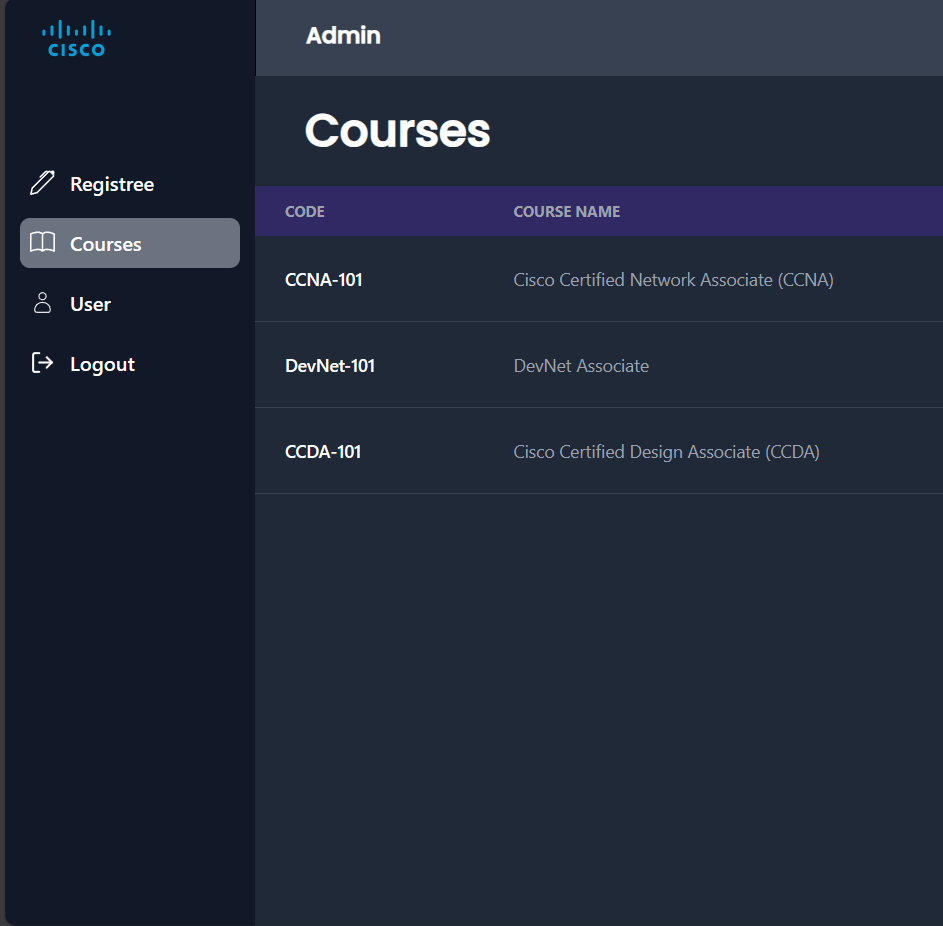 CISCO
Admin
Courses
Registree
Courses
User
Logout
CODE COURSE NAME
CCNA-101 Cisco Certified Network Associate (CCNA)
DevNet-101 DevNet Associate
CCDA-101 Cisco Certified Design Associate (CCDA)